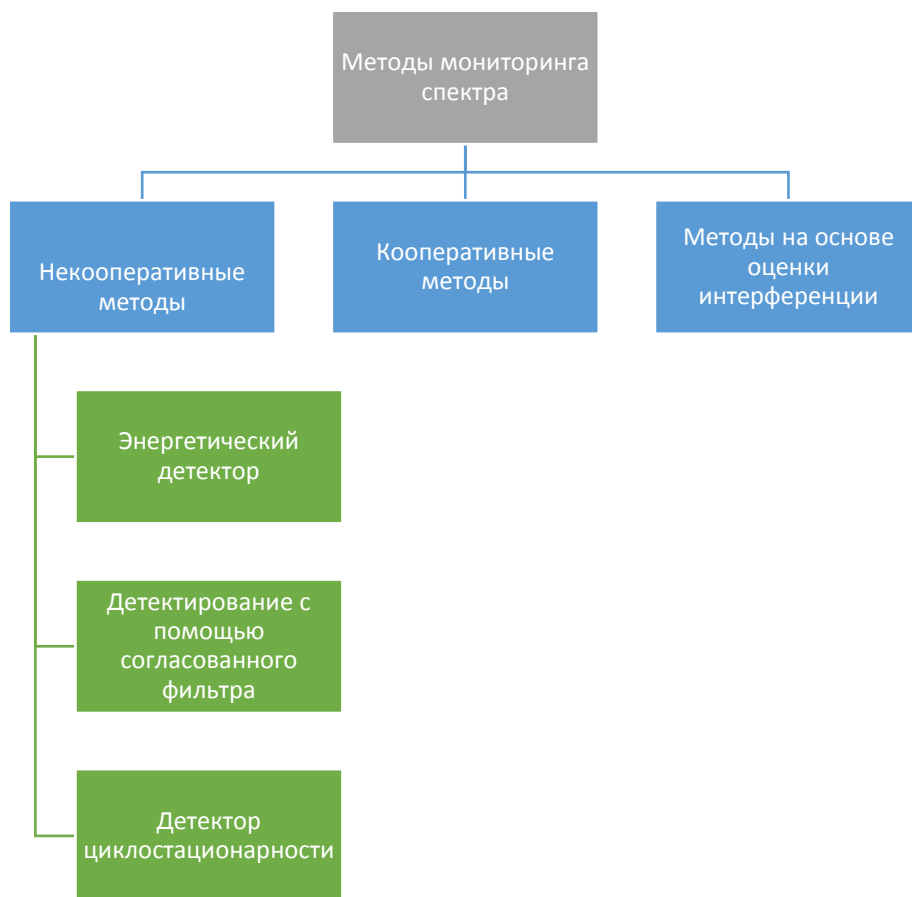 Методы мониторинга
спектра
Некооперативные
методы
Кооперативные
методы
Методы на основе
оценки
интерференции
Энергетический
детектор
Детектирование с
помощью
согласованного
фильтра
Детектор
циклостационарности